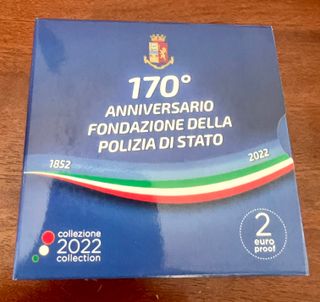 170°
ANNIVERSARIO
FONDAZIONE DELLA
POLIZIA DI STATO
1852
2022
collezione
2022
collection
2
euro
proof